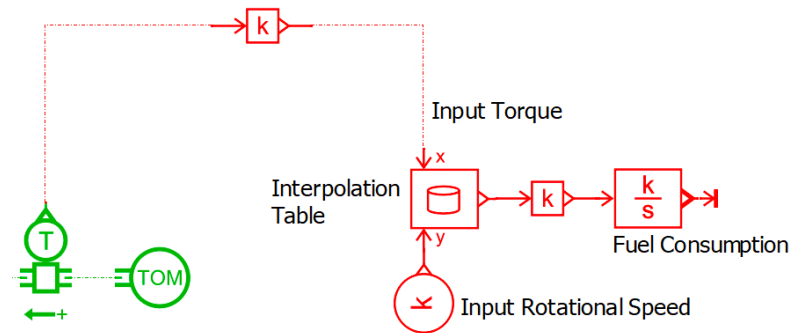 k
Input Torque
x
Interpolation
Table
k
k
s
y
T
TOM
+
k
Fuel Consumption
Input Rotational Speed